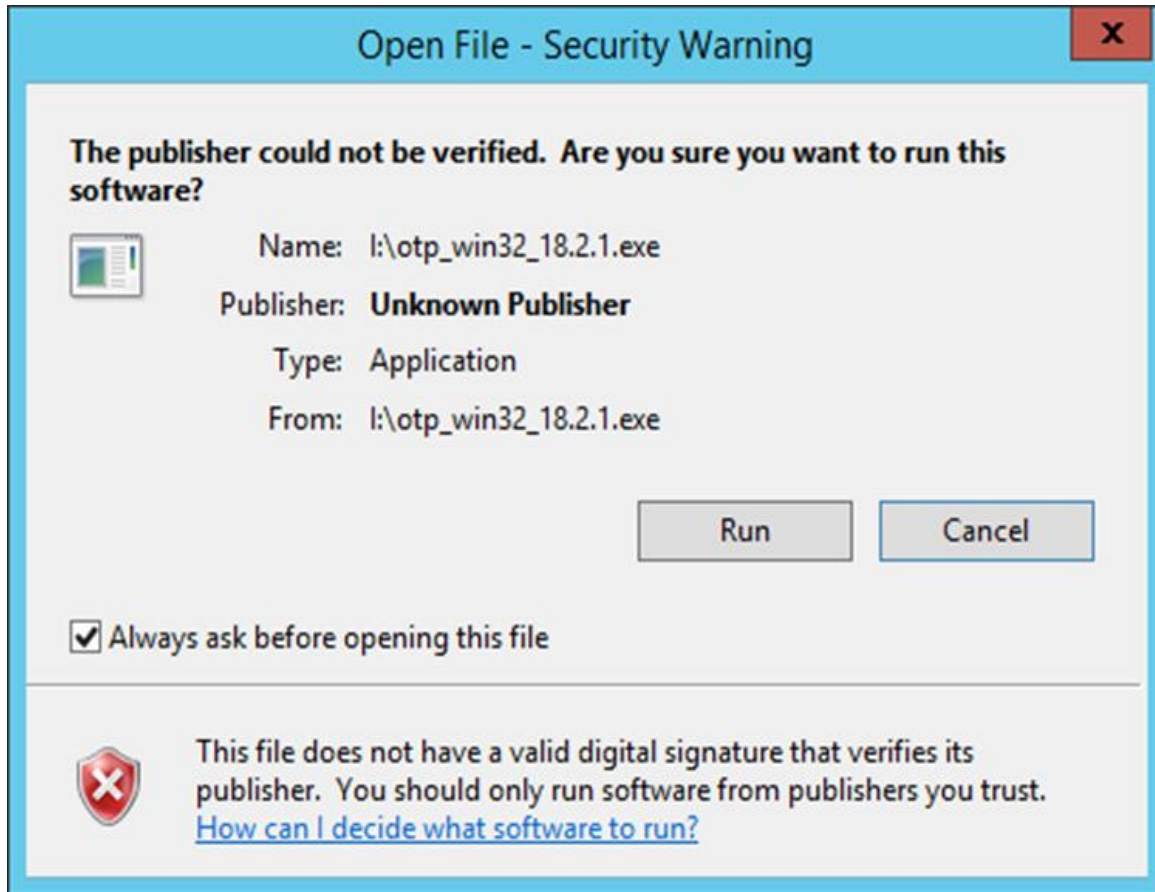 Open File - Security Warning
x
The publisher could not be verified.  Are you sure you want to run this
software?
Name: I:\otp_win32_18.2.1.exe
Publisher: Unknown Publisher
Type: Application
From: I:\otp_win32_18.2.1.exe
Run Cancel
Always ask before opening this file
This file does not have a valid digital signature that verifies its
publisher.  You should only run software from publishers you trust.
How can I decide what software to run?